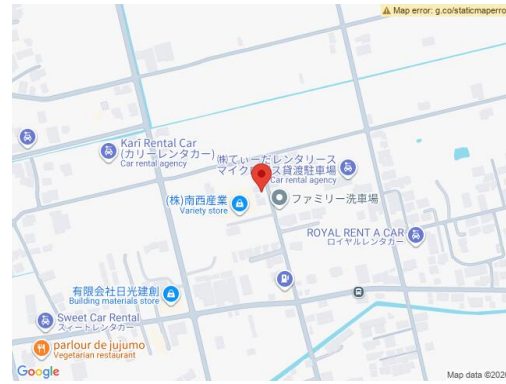 Map error: g.co/staticmaperro
Kari Rental Car
(カリーレンタカー)
Car rental agency
㈱てぃーだレンタリース
マイクロバス貸渡駐車場
Car rental agency
(株)南西産業
Variety store
ファミリー洗車場
ROYAL RENT A CAR
ロイヤルレンタカー
有限会社日光建創
Building materials store
Sweet Car Rental
スィートレンタカー
parlour de jujumo
Vegetarian restaurant
Google
Map data ©2026